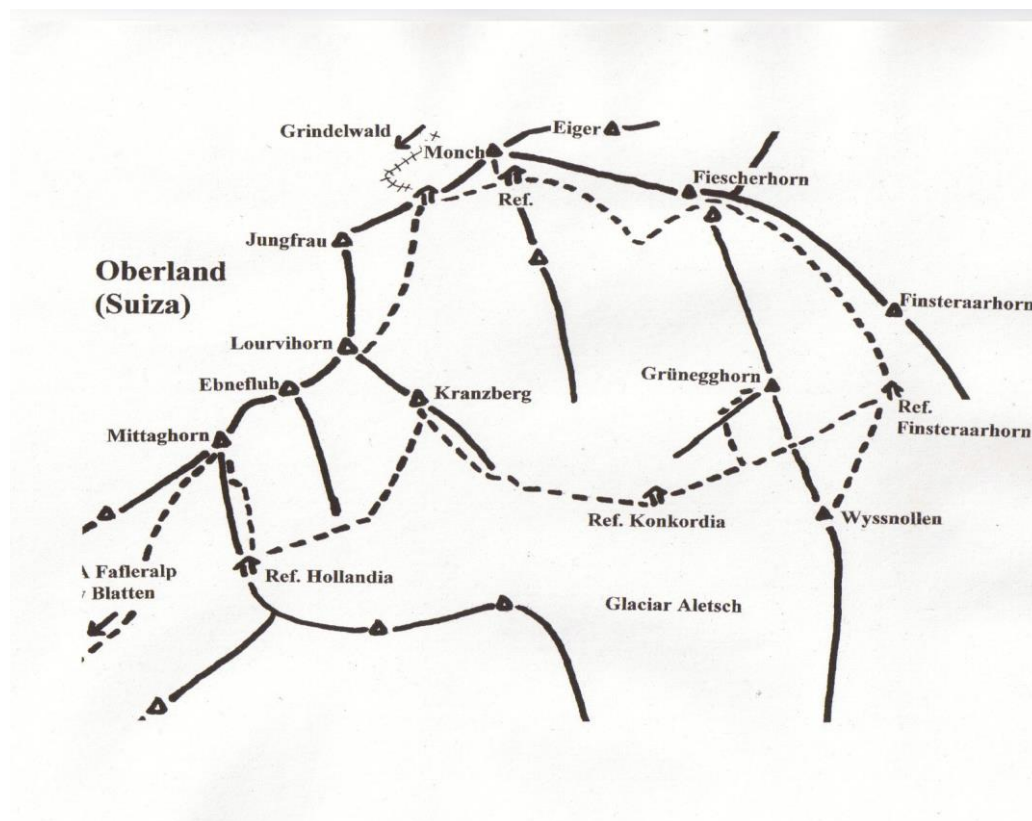 Eiger
Grindelwald
Monch
Fiescherhorn
Ref.
Jungfrau
Oberland
(Suiza)
Finsteraarhorn
Lourvihorn
Grünegghorn
Ebnefluh
Kranzberg
Ref.
Finsteraarhorn
Mittaghorn
Ref. Konkordia
Wyssnollen
A Fafleralp
y Blatten
Ref. Hollandia
Glaciar Aletsch